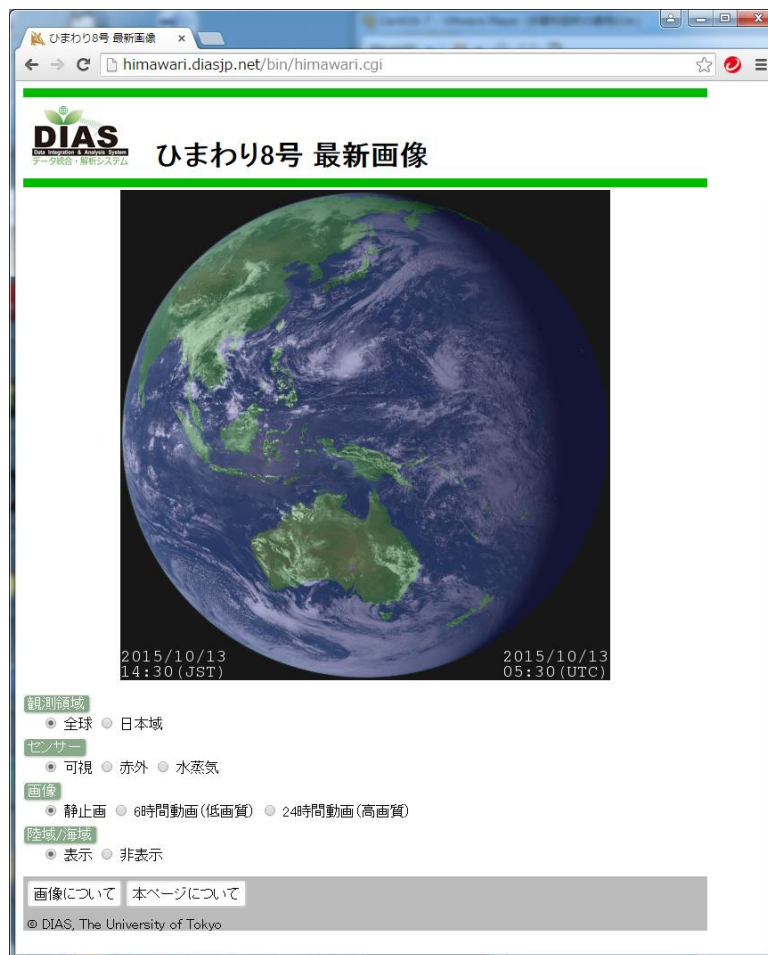 ひまわり8号 最新画像
himawari.diasjp.net/bin/himawari.cgi
DIAS
Data Integration & Analysis System
データ統合・解析システム
ひまわり8号 最新画像
2015/10/13
14:30(JST)
2015/10/13
05:30(UTC)
観測領域
全球 日本域
センサー
可視 赤外 水蒸気
画像
静止画 6時間動画(低画質) 24時間動画(高画質)
陸域/海域
表示 非表示
画像について 本ページについて
© DIAS, The University of Tokyo